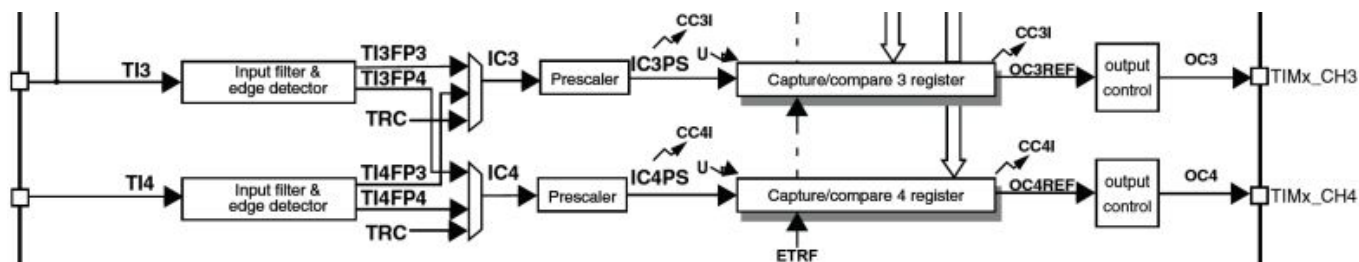 CC3I
TI3FP3
IC3
U
CC3I
TI3
Input filter &
edge detector
TI3FP4
Prescaler
IC3PS
Capture/compare 3 register
OC3REF
output
control
OC3
TIMx_CH3
TRC
CC4I
TI4FP3
IC4
U
CC4I
TI4
Input filter &
edge detector
TI4FP4
Prescaler
IC4PS
Capture/compare 4 register
OC4REF
output
control
OC4
TIMx_CH4
TRC
ETRF